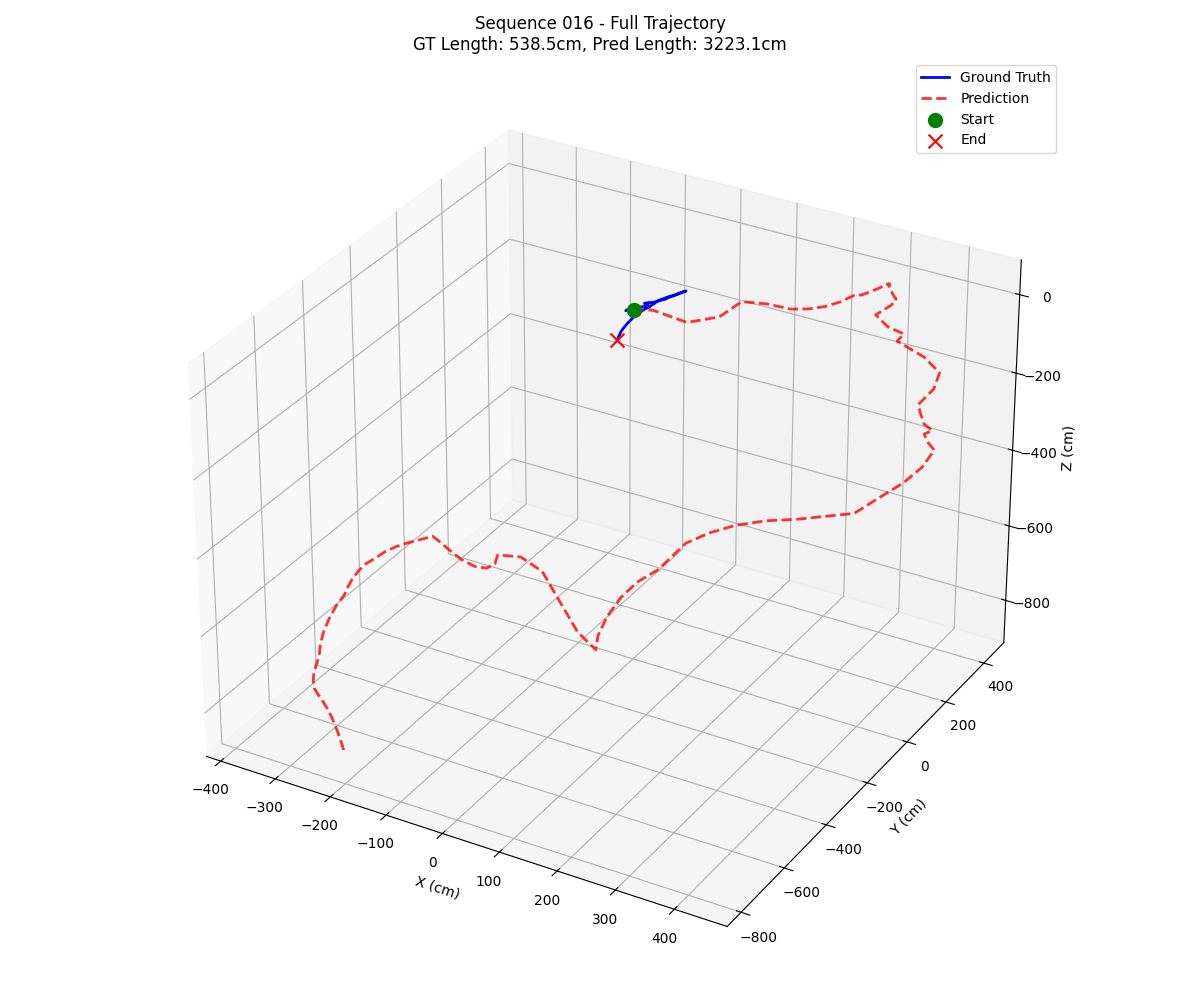 Sequence 016 - Full Trajectory
GT Length: 538.5cm, Pred Length: 3223.1cm
Ground Truth
Prediction
Start
End
0
−200
−400
−600
−800
Z (cm)
400
200
0
−200
−400
−600
−800
Y (cm)
−400
−300
−200
−100
0
100
200
300
400
X (cm)